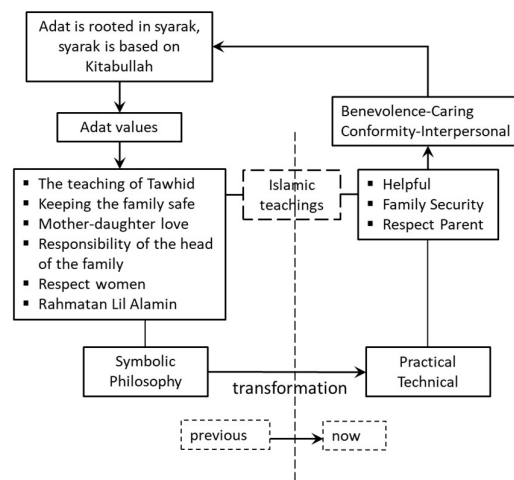 Adat is rooted in syarak,
syarak is based on
Kitabullah
Adat values
▪ The teaching of Tawhid
▪ Keeping the family safe
▪ Mother-daughter love
▪ Responsibility of the head
of the family
▪ Respect women
▪ Rahmatan Lil Alamin
Symbolic
Philosophy
Islamic
teachings
Benevolence-Caring
Conformity-Interpersonal
▪ Helpful
▪ Family Security
▪ Respect Parent
Practical
Technical
transformation
previous
now